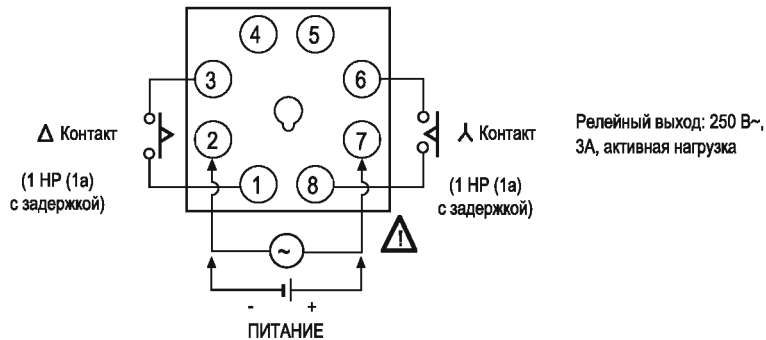 4 5
3 6
2 7
1 8
Δ Контакт
(1 НР (1а)
с задержкой)
⅄ Контакт
(1 НР (1а)
с задержкой)
Релейный выход: 250 В~,
3А, активная нагрузка
~
!
- +
ПИТАНИЕ